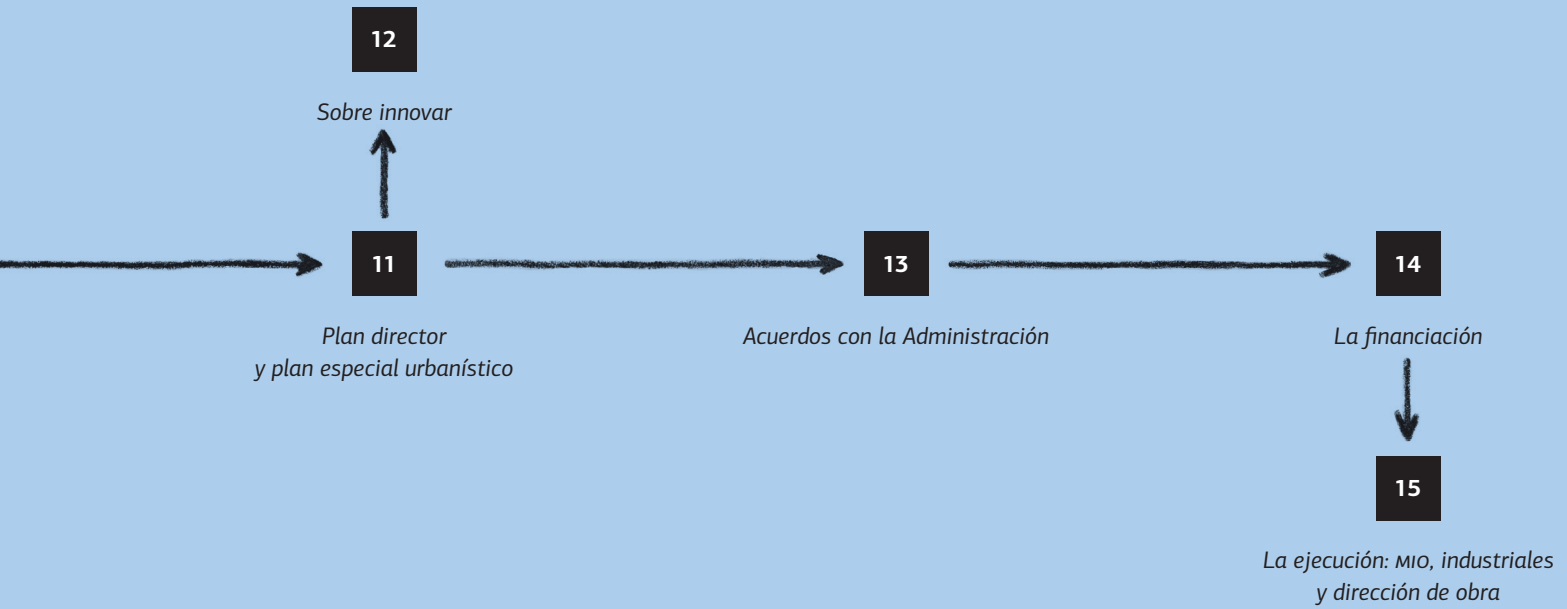 12
Sobre innovar
11
Plan director
y plan especial urbanístico
13
Acuerdos con la Administración
14
La financiación
15
La ejecución: MIO, industriales
y dirección de obra